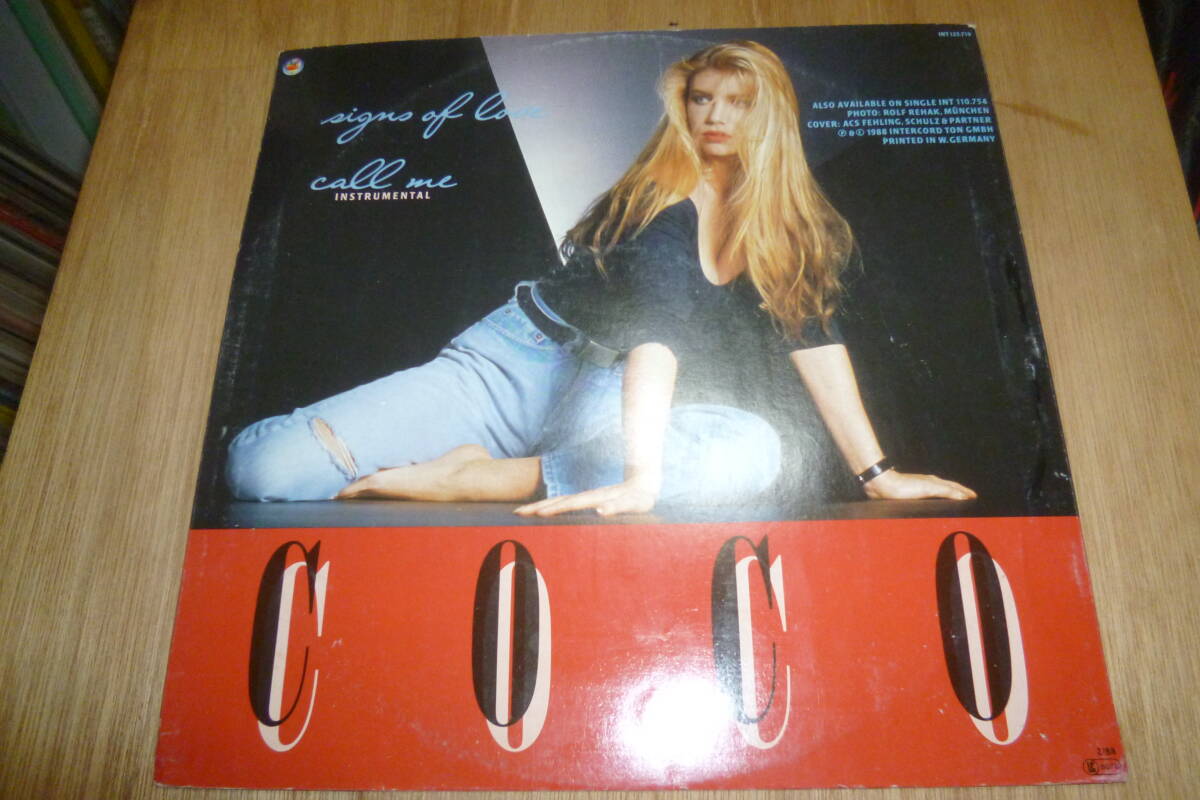 INT 125.719
signs of love
call me
INSTRUMENTAL
ALSO AVAILABLE ON SINGLE INT 110.754
PHOTO: ROLF REHAK, MÜNCHEN
COVER: ACS FEHLING, SCHULZ & PARTNER
Ⓟ & © 1988 INTERCORD TON GMBH
PRINTED IN W. GERMANY
COCO